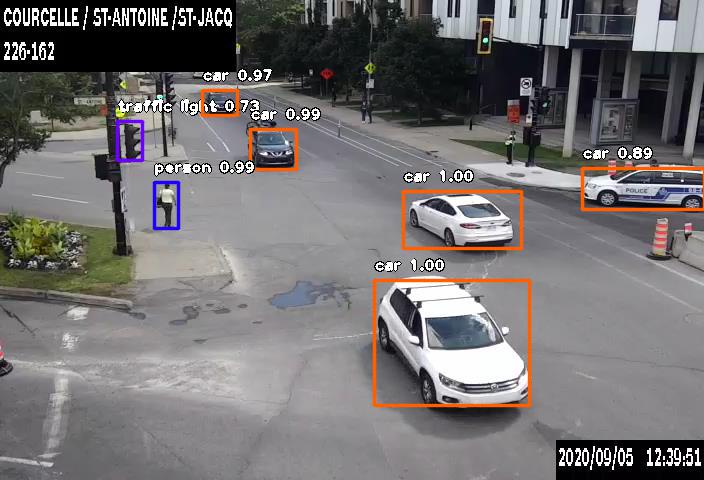 COURCELLE / ST-ANTOINE /ST-JACQ
226-162
car 0.97
traffic light 0.73
car 0.99
person 0.99
car 0.89
car 1.00
POLICE
car 1.00
2020/09/05 12:39:51